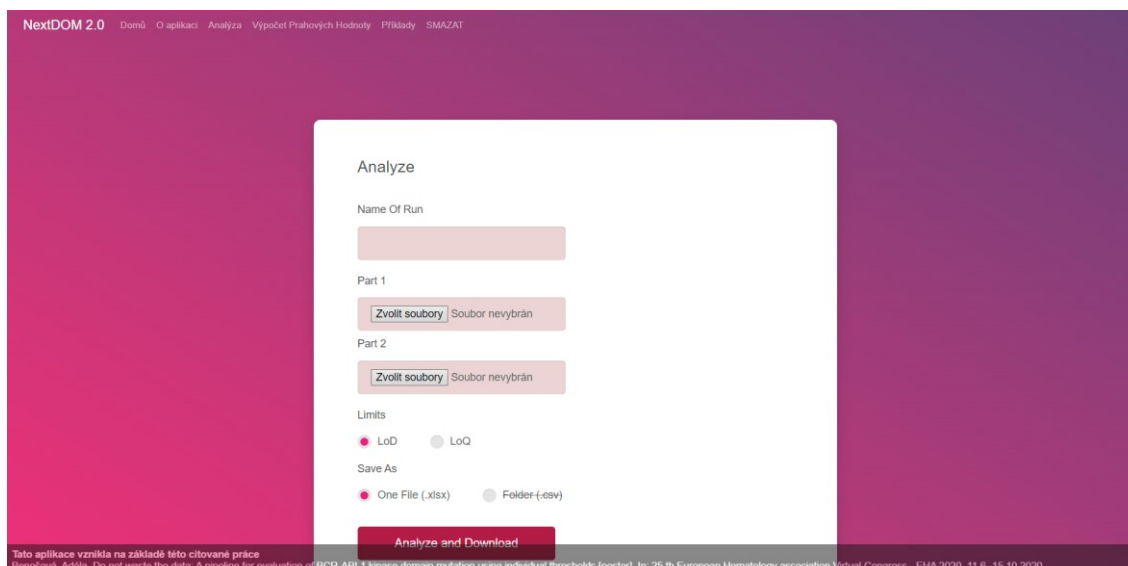 NextDOM 2.0 Domů O aplikaci Analýza Výpočet Prahových Hodnoty Příklady SMAZAT
Analyze
Name Of Run
Part 1
Zvolit soubory Soubor nevybrán
Part 2
Zvolit soubory Soubor nevybrán
Limits
LoD LoQ
Save As
One File (.xlsx) Folder (.csv)
Analyze and Download
Tato aplikace vznikla na základě této citované práce
Adéla. Do not waste the data: A pipeline for evaluation of BCR-ABL1 kinase domain mutation using individual thresholds [poster]. In: 25 th European Hematology association Virtual Congress - EHA 2020, 11.6.-15.10.2020